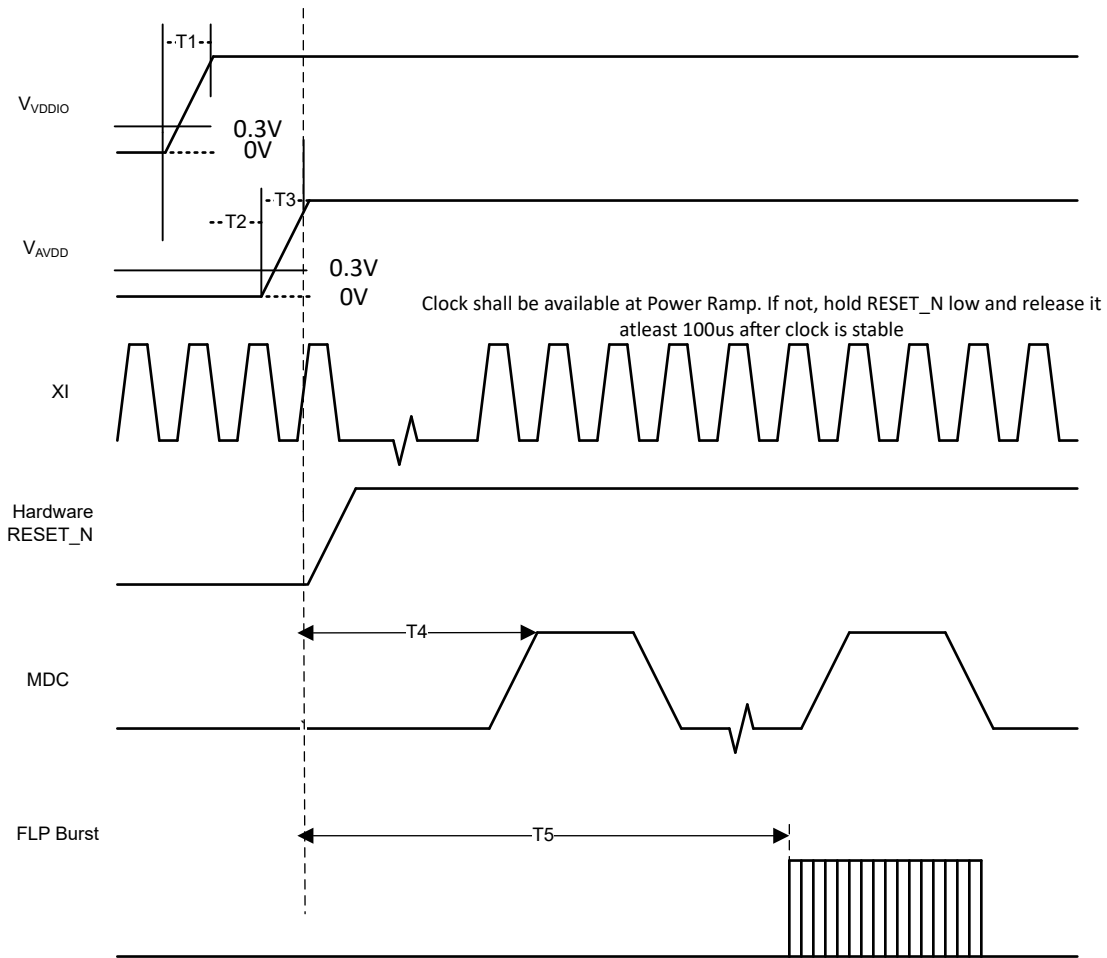 T1
VVDDIO
0.3V
0V
T3
T2
VAVDD
0.3V
0V
Clock shall be available at Power Ramp. If not, hold RESET_N low and release it
atleast 100us after clock is stable
XI
Hardware
RESET_N
T4
MDC
FLP Burst
T5